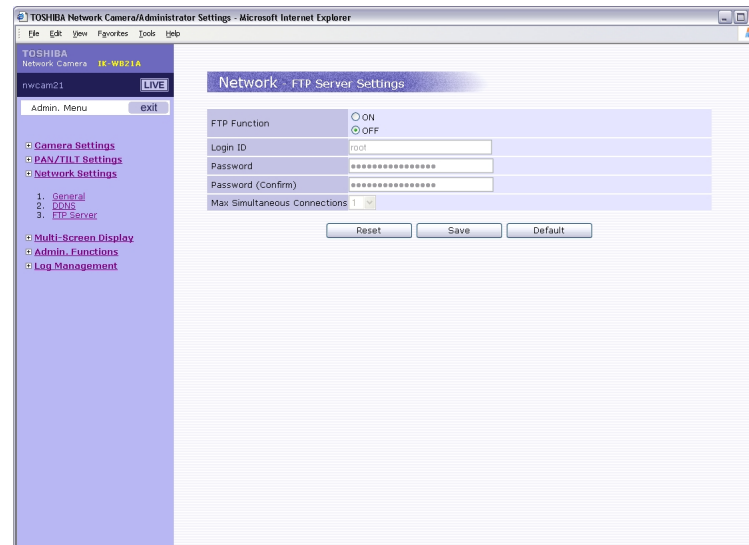 TOSHIBA Network Camera/Administrator Settings - Microsoft Internet Explorer
File Edit View Favorites Tools Help
TOSHIBA
Network Camera IK-WB21A
nwcam21 LIVE
Admin. Menu exit
Camera Settings
PAN/TILT Settings
Network Settings
1. General
2. DDNS
3. FTP Server
Multi-Screen Display
Admin. Functions
Log Management
Network - FTP Server Settings
FTP Function ON
OFF
Login ID root
Password ●●●●●●●●●●●●●●●●
Password (Confirm) ●●●●●●●●●●●●●●●●
Max Simultaneous Connections 1
Reset Save Default